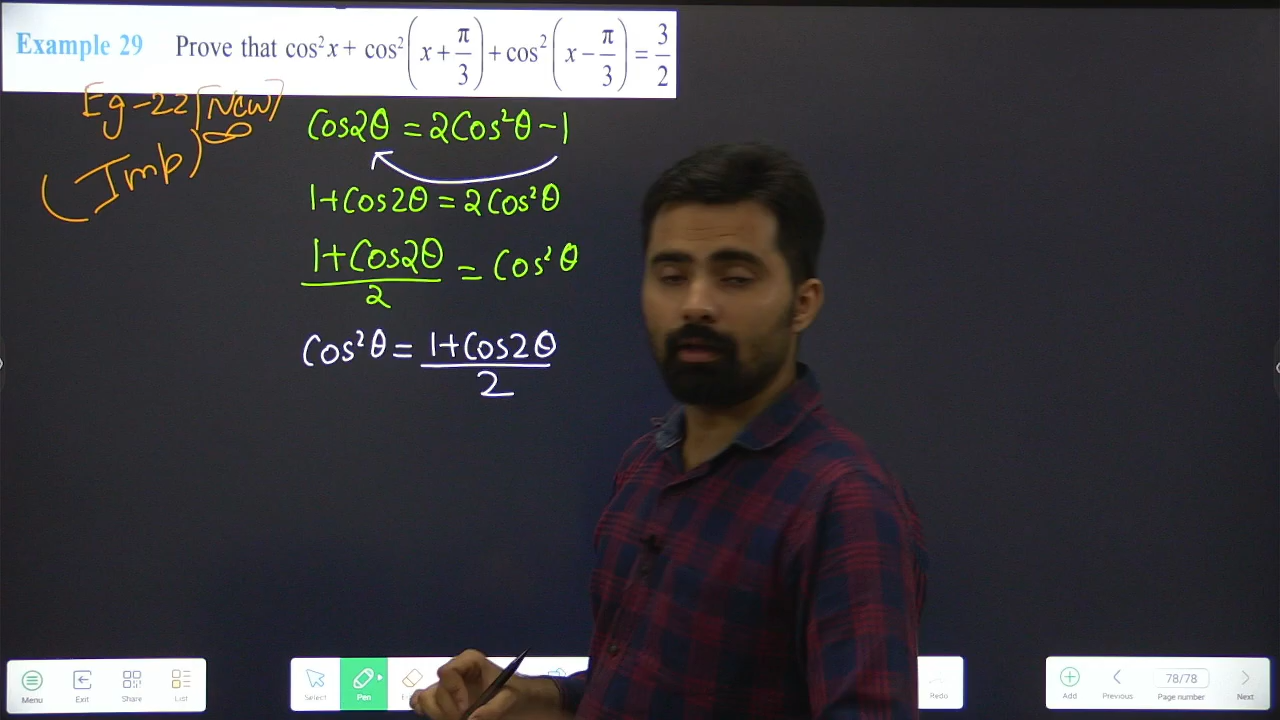 Example 29 Prove that cos²x + cos²(x + π/3) + cos²(x − π/3) = 3/2
Eg-22 [New]
(Imp)^∞
Cos2θ = 2Cos²θ - 1
1+Cos2θ = 2Cos²θ
(1+Cos2θ)/2 = Cos²θ
Cos²θ = (1+Cos2θ)/2
Menu Exit Share List Select Pen Redo Add Previous 78/78 Page number Next